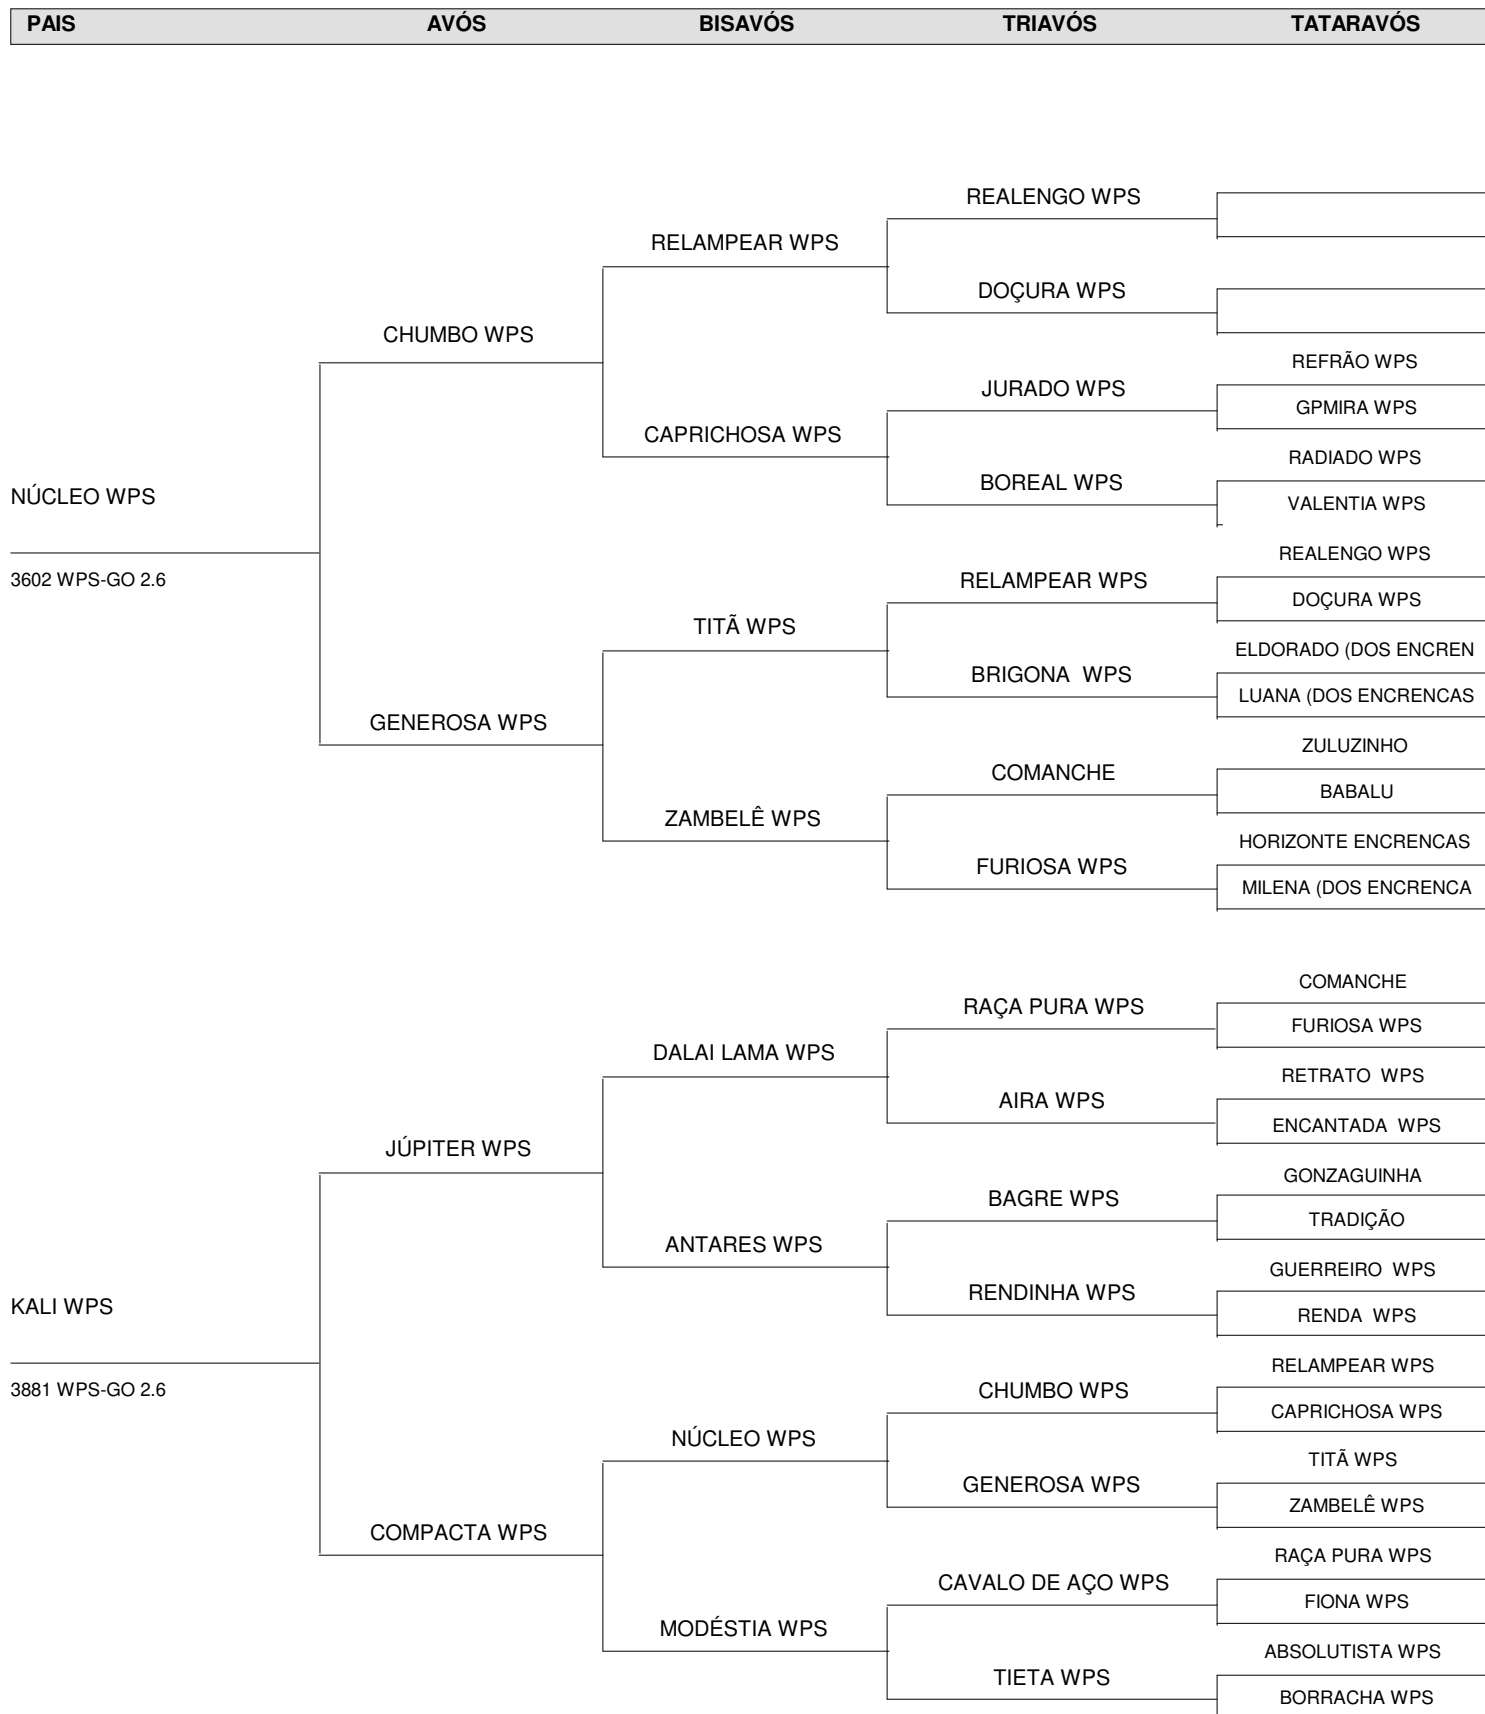 PAIS AVÓS BISAVÓS TRIAVÓS TATARAVÓS
REALENGO WPS
RELAMPEAR WPS
DOÇURA WPS
CHUMBO WPS
REFRÃO WPS
JURADO WPS
GPMIRA WPS
CAPRICHOSA WPS
RADIADO WPS
BOREAL WPS
NÚCLEO WPS
VALENTIA WPS
REALENGO WPS
3602 WPS-GO 2.6
RELAMPEAR WPS
DOÇURA WPS
TITÃ WPS
ELDORADO (DOS ENCREN
BRIGONA  WPS
LUANA (DOS ENCRENCAS
GENEROSA WPS
ZULUZINHO
COMANCHE
BABALU
ZAMBELÊ WPS
HORIZONTE ENCRENCAS
FURIOSA WPS
MILENA (DOS ENCRENCA
COMANCHE
RAÇA PURA WPS
FURIOSA WPS
DALAI LAMA WPS
RETRATO  WPS
AIRA WPS
ENCANTADA  WPS
JÚPITER WPS
GONZAGUINHA
BAGRE WPS
TRADIÇÃO
ANTARES WPS
GUERREIRO  WPS
RENDINHA WPS
KALI WPS
RENDA  WPS
RELAMPEAR WPS
3881 WPS-GO 2.6
CHUMBO WPS
CAPRICHOSA WPS
NÚCLEO WPS
TITÃ WPS
GENEROSA WPS
ZAMBELÊ WPS
COMPACTA WPS
RAÇA PURA WPS
CAVALO DE AÇO WPS
FIONA WPS
MODÉSTIA WPS
ABSOLUTISTA WPS
TIETA WPS
BORRACHA WPS